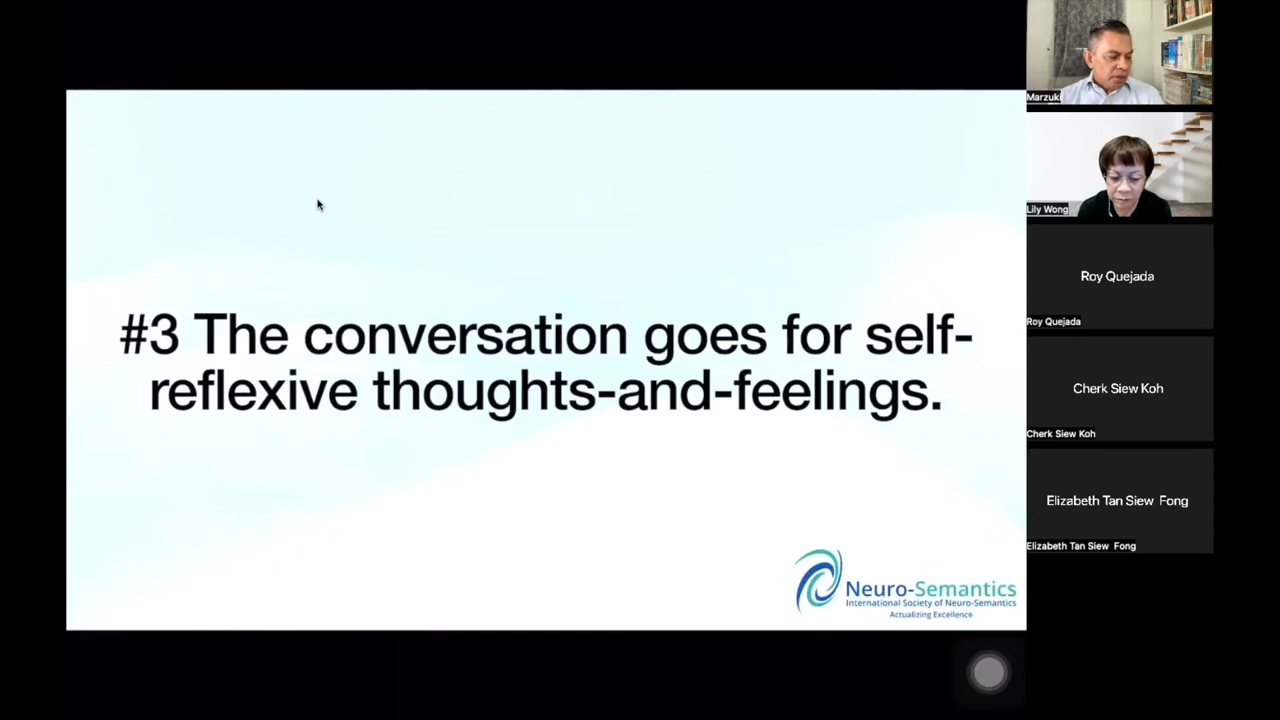 #3 The conversation goes for self-
reflexive thoughts-and-feelings.
Neuro-Semantics
International Society of Neuro-Semantics
Actualizing Excellence
Marzuki
Lily Wong
Roy Quejada
Roy Quejada
Cherk Siew Koh
Cherk Siew Koh
Elizabeth Tan Siew Fong
Elizabeth Tan Siew Fong